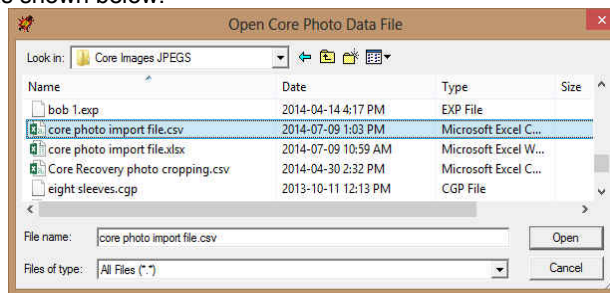 s shown below.
Open Core Photo Data File
Look in: Core Images JPEGS
Name Date Type Size
bob 1.exp 2014-04-14 4:17 PM EXP File
core photo import file.csv 2014-07-09 1:03 PM Microsoft Excel C...
core photo import file.xlsx 2014-07-09 10:59 AM Microsoft Excel W...
Core Recovery photo cropping.csv 2014-04-30 2:32 PM Microsoft Excel C...
eight sleeves.cgp 2013-10-11 12:13 PM CGP File
File name: core photo import file.csv Open
Files of type: All Files (*.*) Cancel